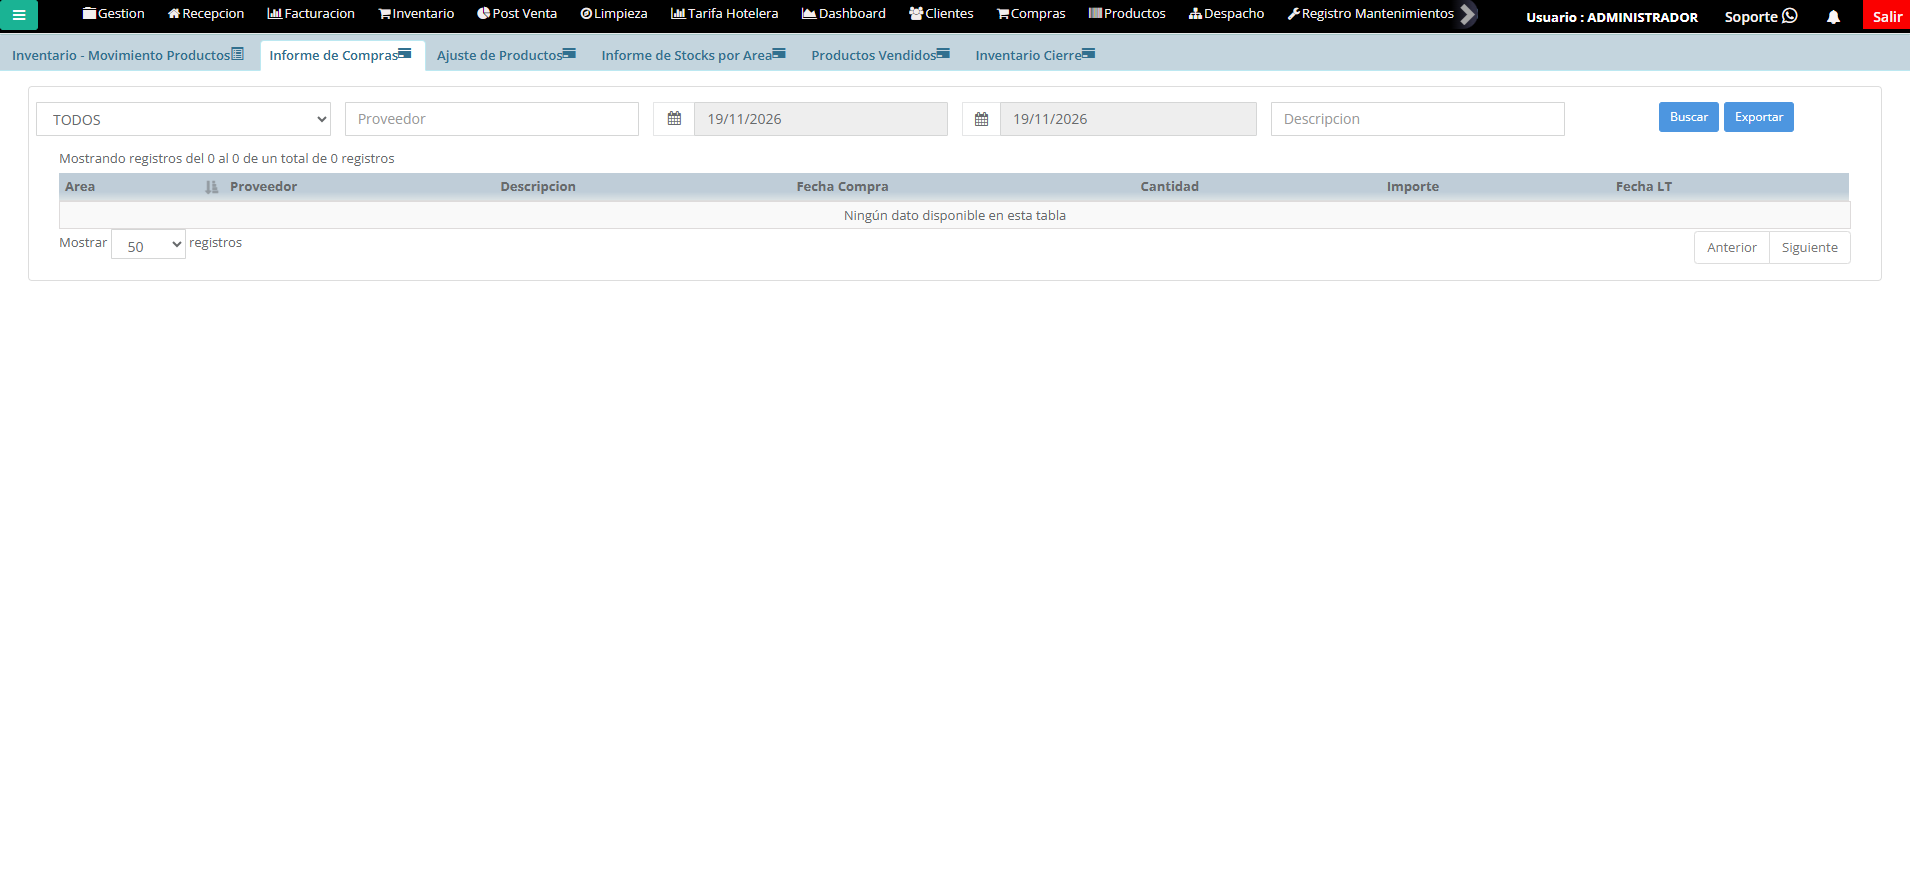 Gestion Recepcion Facturacion Inventario Post Venta Limpieza Tarifa Hotelera Dashboard Clientes Compras Productos Despacho Registro Mantenimientos Usuario : ADMINISTRADOR Soporte Salir
Inventario - Movimiento Productos Informe de Compras Ajuste de Productos Informe de Stocks por Area Productos Vendidos Inventario Cierre
TODOS Proveedor 19/11/2026 19/11/2026 Descripcion Buscar Exportar
Mostrando registros del 0 al 0 de un total de 0 registros
Area Proveedor Descripcion Fecha Compra Cantidad Importe Fecha LT
Ningún dato disponible en esta tabla
Mostrar 50 registros Anterior Siguiente